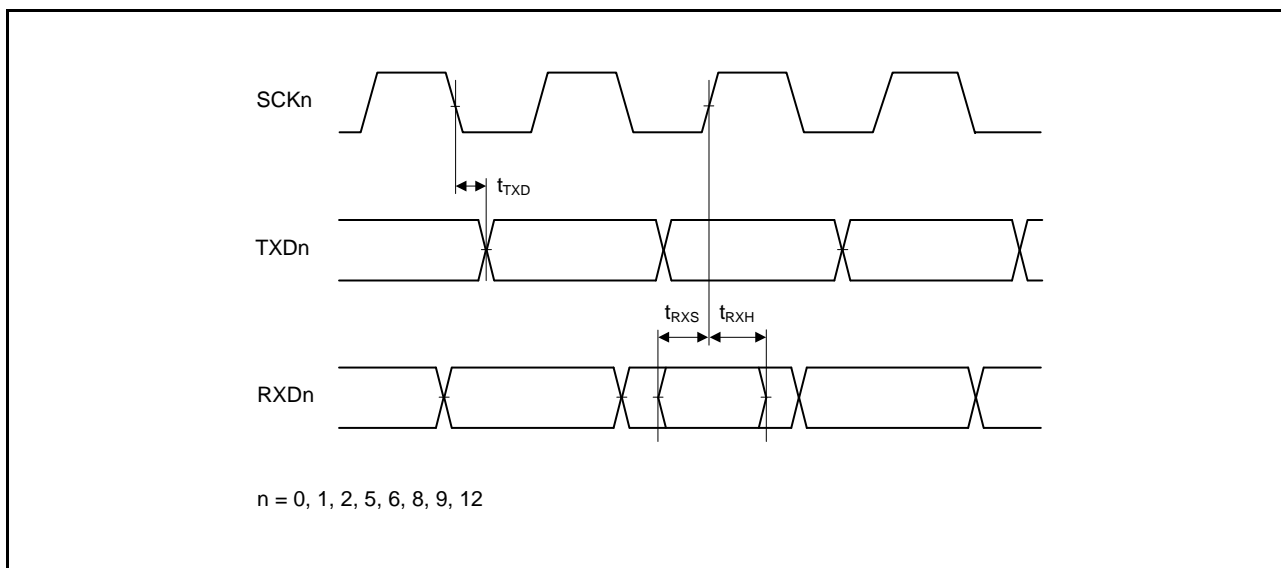 SCKn
tTXD
TXDn
tRXS tRXH
RXDn
n = 0, 1, 2, 5, 6, 8, 9, 12